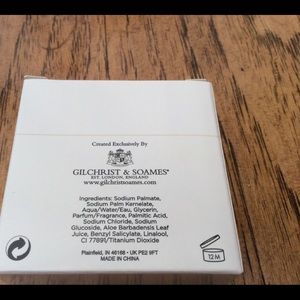 Created Exclusively By
GILCHRIST & SOAMES®
EST. LONDON, ENGLAND
www.gilchristsoames.com
Ingredients: Sodium Palmate,
Sodium Palm Kernelate,
Aqua/Water/Eau, Glycerin,
Parfum/Fragrance, Palmitic Acid,
Sodium Chloride, Sodium
Glucoside, Aloe Barbadensis Leaf
Juice, Benzyl Salicylate, Linalool,
CI 77891/Titanium Dioxide
12M
Plainfield, IN 46168 • UK PE2 9FT
MADE IN CHINA